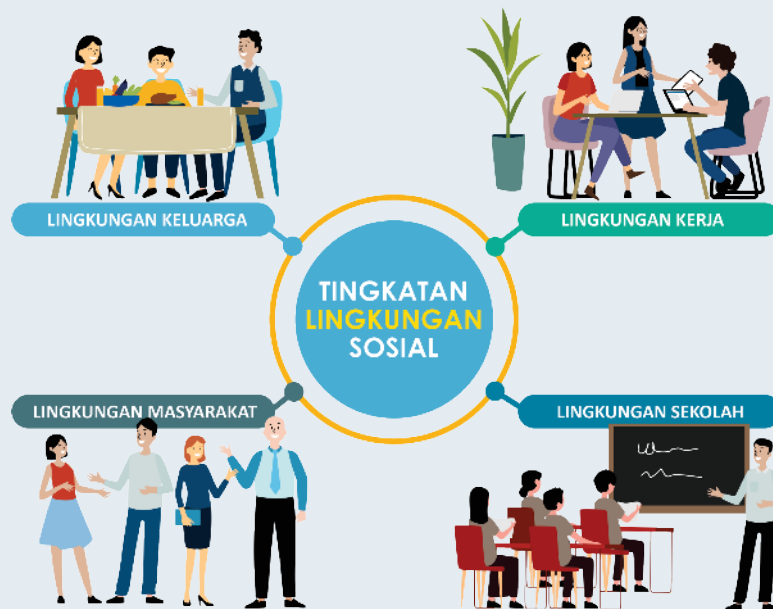 LINGKUNGAN KELUARGA
LINGKUNGAN KERJA
TINGKATAN
LINGKUNGAN
SOSIAL
LINGKUNGAN MASYARAKAT
LINGKUNGAN SEKOLAH